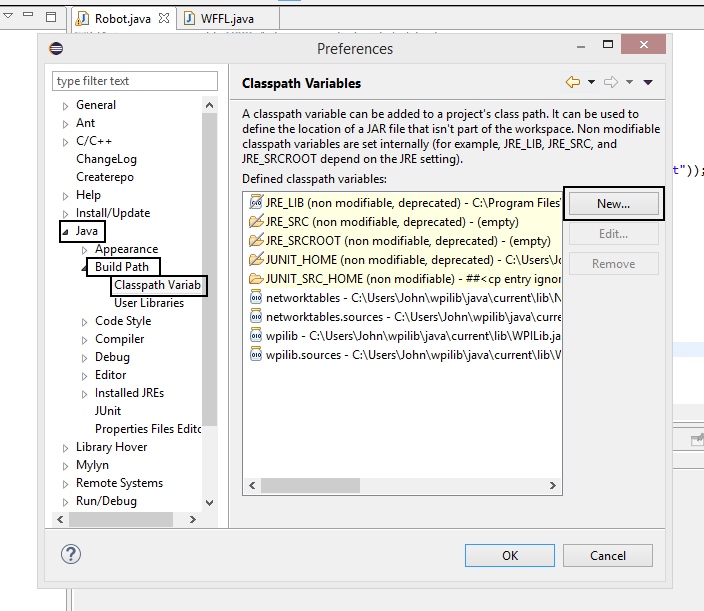 Robot.java
WFFL.java
Preferences
type filter text
General
Ant
C/C++
ChangeLog
Createrepo
Help
Install/Update
Java
Appearance
Build Path
Classpath Variab
User Libraries
Code Style
Compiler
Debug
Editor
Installed JREs
JUnit
Properties Files Edito
Library Hover
Mylyn
Remote Systems
Run/Debug
Classpath Variables
A classpath variable can be added to a project's class path. It can be used to
define the location of a JAR file that isn't part of the workspace. Non modifiable
classpath variables are set internally (for example, JRE_LIB, JRE_SRC, and
JRE_SRCROOT depend on the JRE setting).
Defined classpath variables:
JRE_LIB (non modifiable, deprecated) - C:\Program Files\
JRE_SRC (non modifiable, deprecated) - (empty)
JRE_SRCROOT (non modifiable, deprecated) - (empty)
JUNIT_HOME (non modifiable, deprecated) - C:\Users\Jo
JUNIT_SRC_HOME (non modifiable) - ##<cp entry ignor
networktables - C:\Users\John\wpilib\java\current\lib\N
networktables.sources - C:\Users\John\wpilib\java\curre
wpilib - C:\Users\John\wpilib\java\current\lib\WPILib.ja
wpilib.sources - C:\Users\John\wpilib\java\current\lib\W
New...
Edit...
Remove
t"));
OK
Cancel